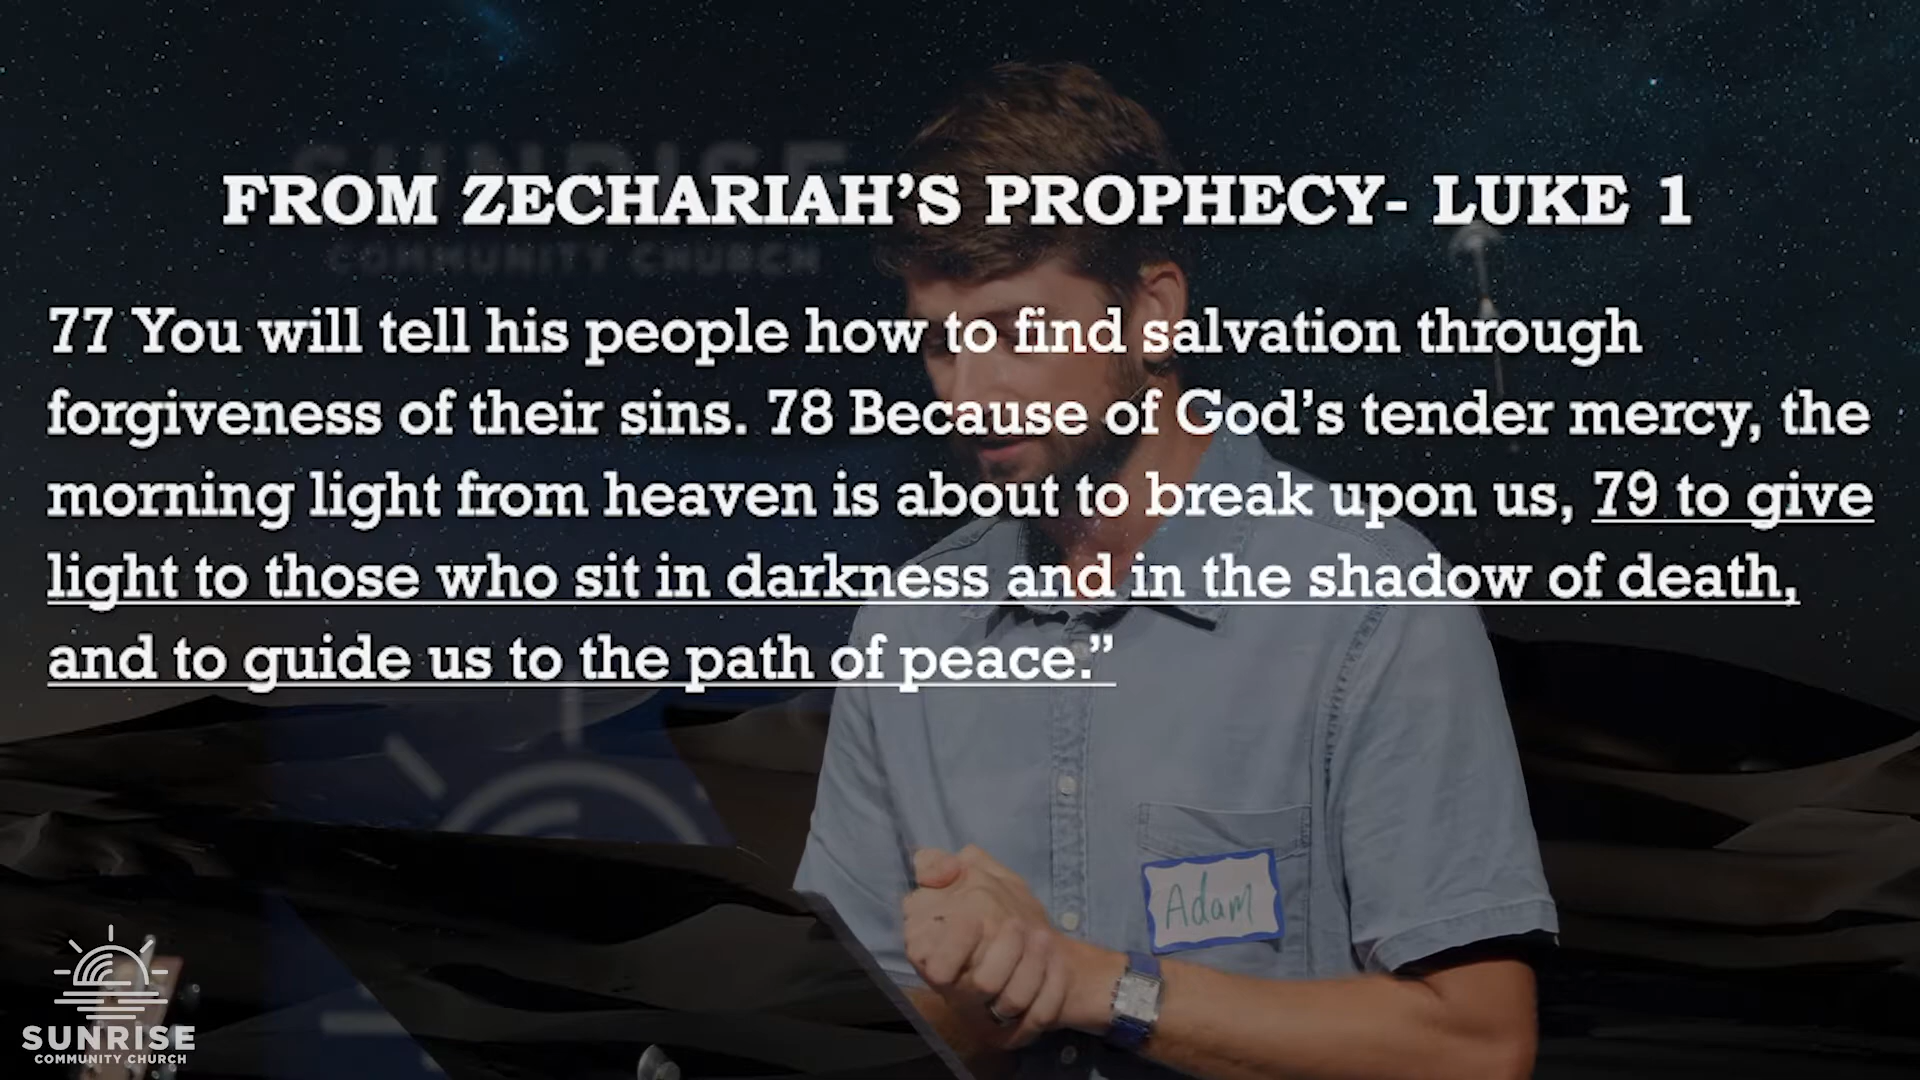 SUNRISE
COMMUNITY CHURCH
FROM ZECHARIAH’S PROPHECY- LUKE 1
77 You will tell his people how to find salvation through
forgiveness of their sins. 78 Because of God’s tender mercy, the
morning light from heaven is about to break upon us, 79 to give
light to those who sit in darkness and in the shadow of death,
and to guide us to the path of peace.”
Adam
SUNRISE
COMMUNITY CHURCH